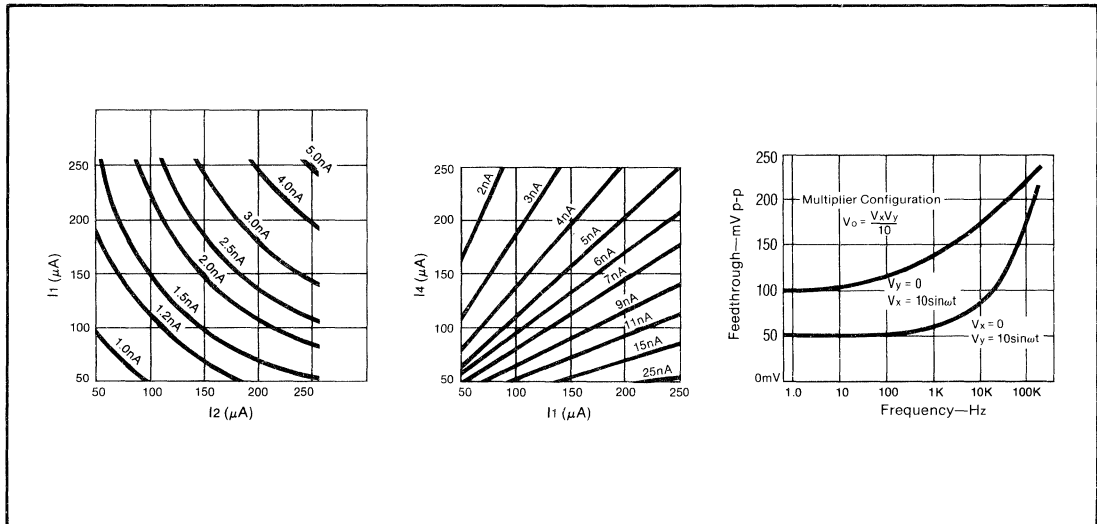 I1 (μA)
250
200
150
100
50
1.0nA
1.2nA
1.5nA
2.0nA
2.5nA
3.0nA
4.0nA
5.0nA
50 100 150 200 250
I2 (μA)
I4 (μA)
250
200
150
100
50
2nA
3nA
4nA
5nA
6nA
7nA
9nA
11nA
15nA
25nA
50 100 150 200 250
I1 (μA)
Feedthrough—mV p-p
250
200
150
100
50
0mV
Multiplier Configuration
Vo = VxVy
10
Vy = 0
Vx = 10sinωt
Vx = 0
Vy = 10sinωt
1.0 10 100 1K 10K 100K
Frequency—Hz